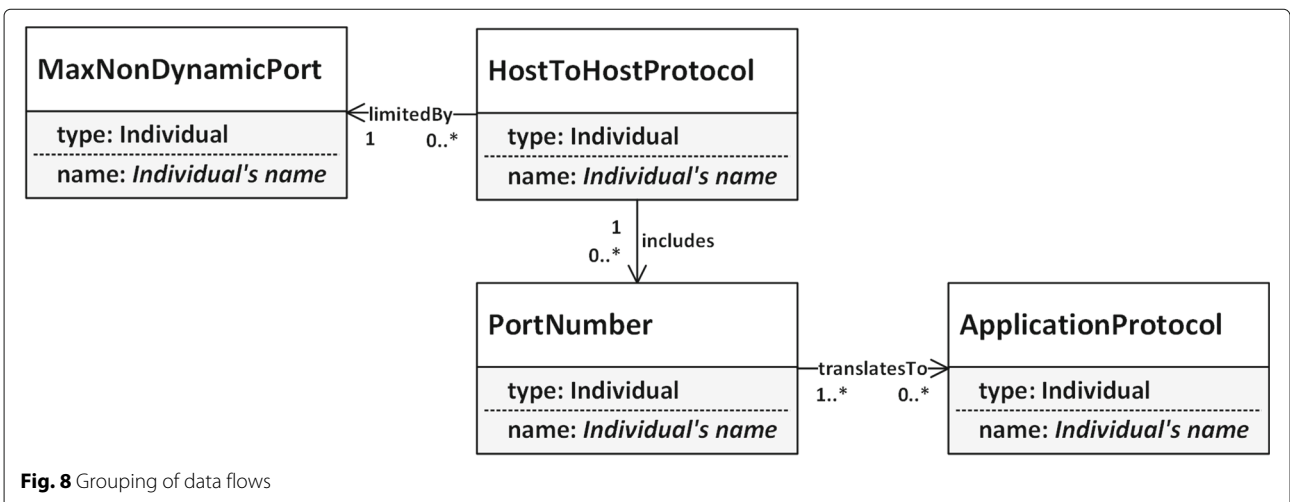 MaxNonDynamicPort
type: Individual
name: Individual's name
limitedBy
1
0..*
HostToHostProtocol
type: Individual
name: Individual's name
1
includes
0..*
PortNumber
type: Individual
name: Individual's name
translatesTo
1..*
0..*
ApplicationProtocol
type: Individual
name: Individual's name
Fig. 8 Grouping of data flows